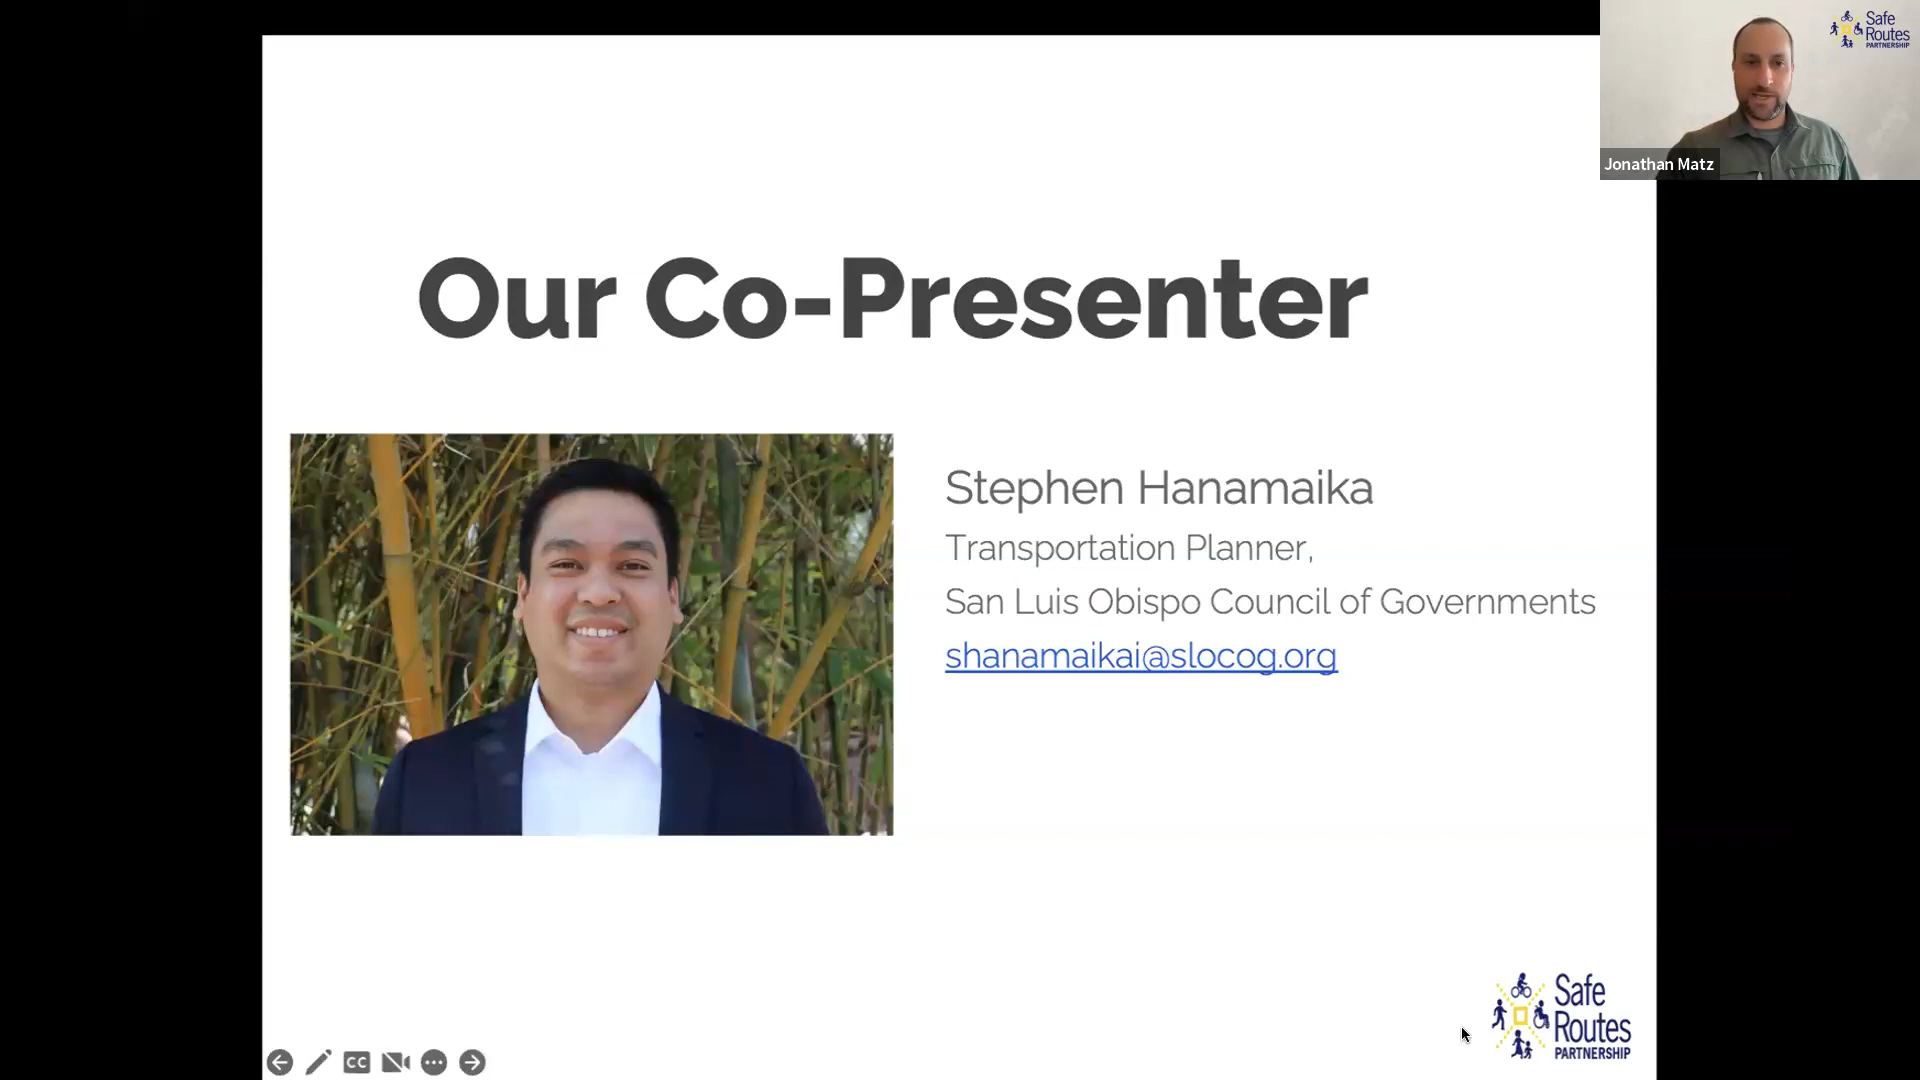 Safe
Routes
PARTNERSHIP
Jonathan Matz
Our Co-Presenter
Stephen Hanamaika
Transportation Planner,
San Luis Obispo Council of Governments
shanamaikai@slocog.org
Safe
Routes
PARTNERSHIP
CC